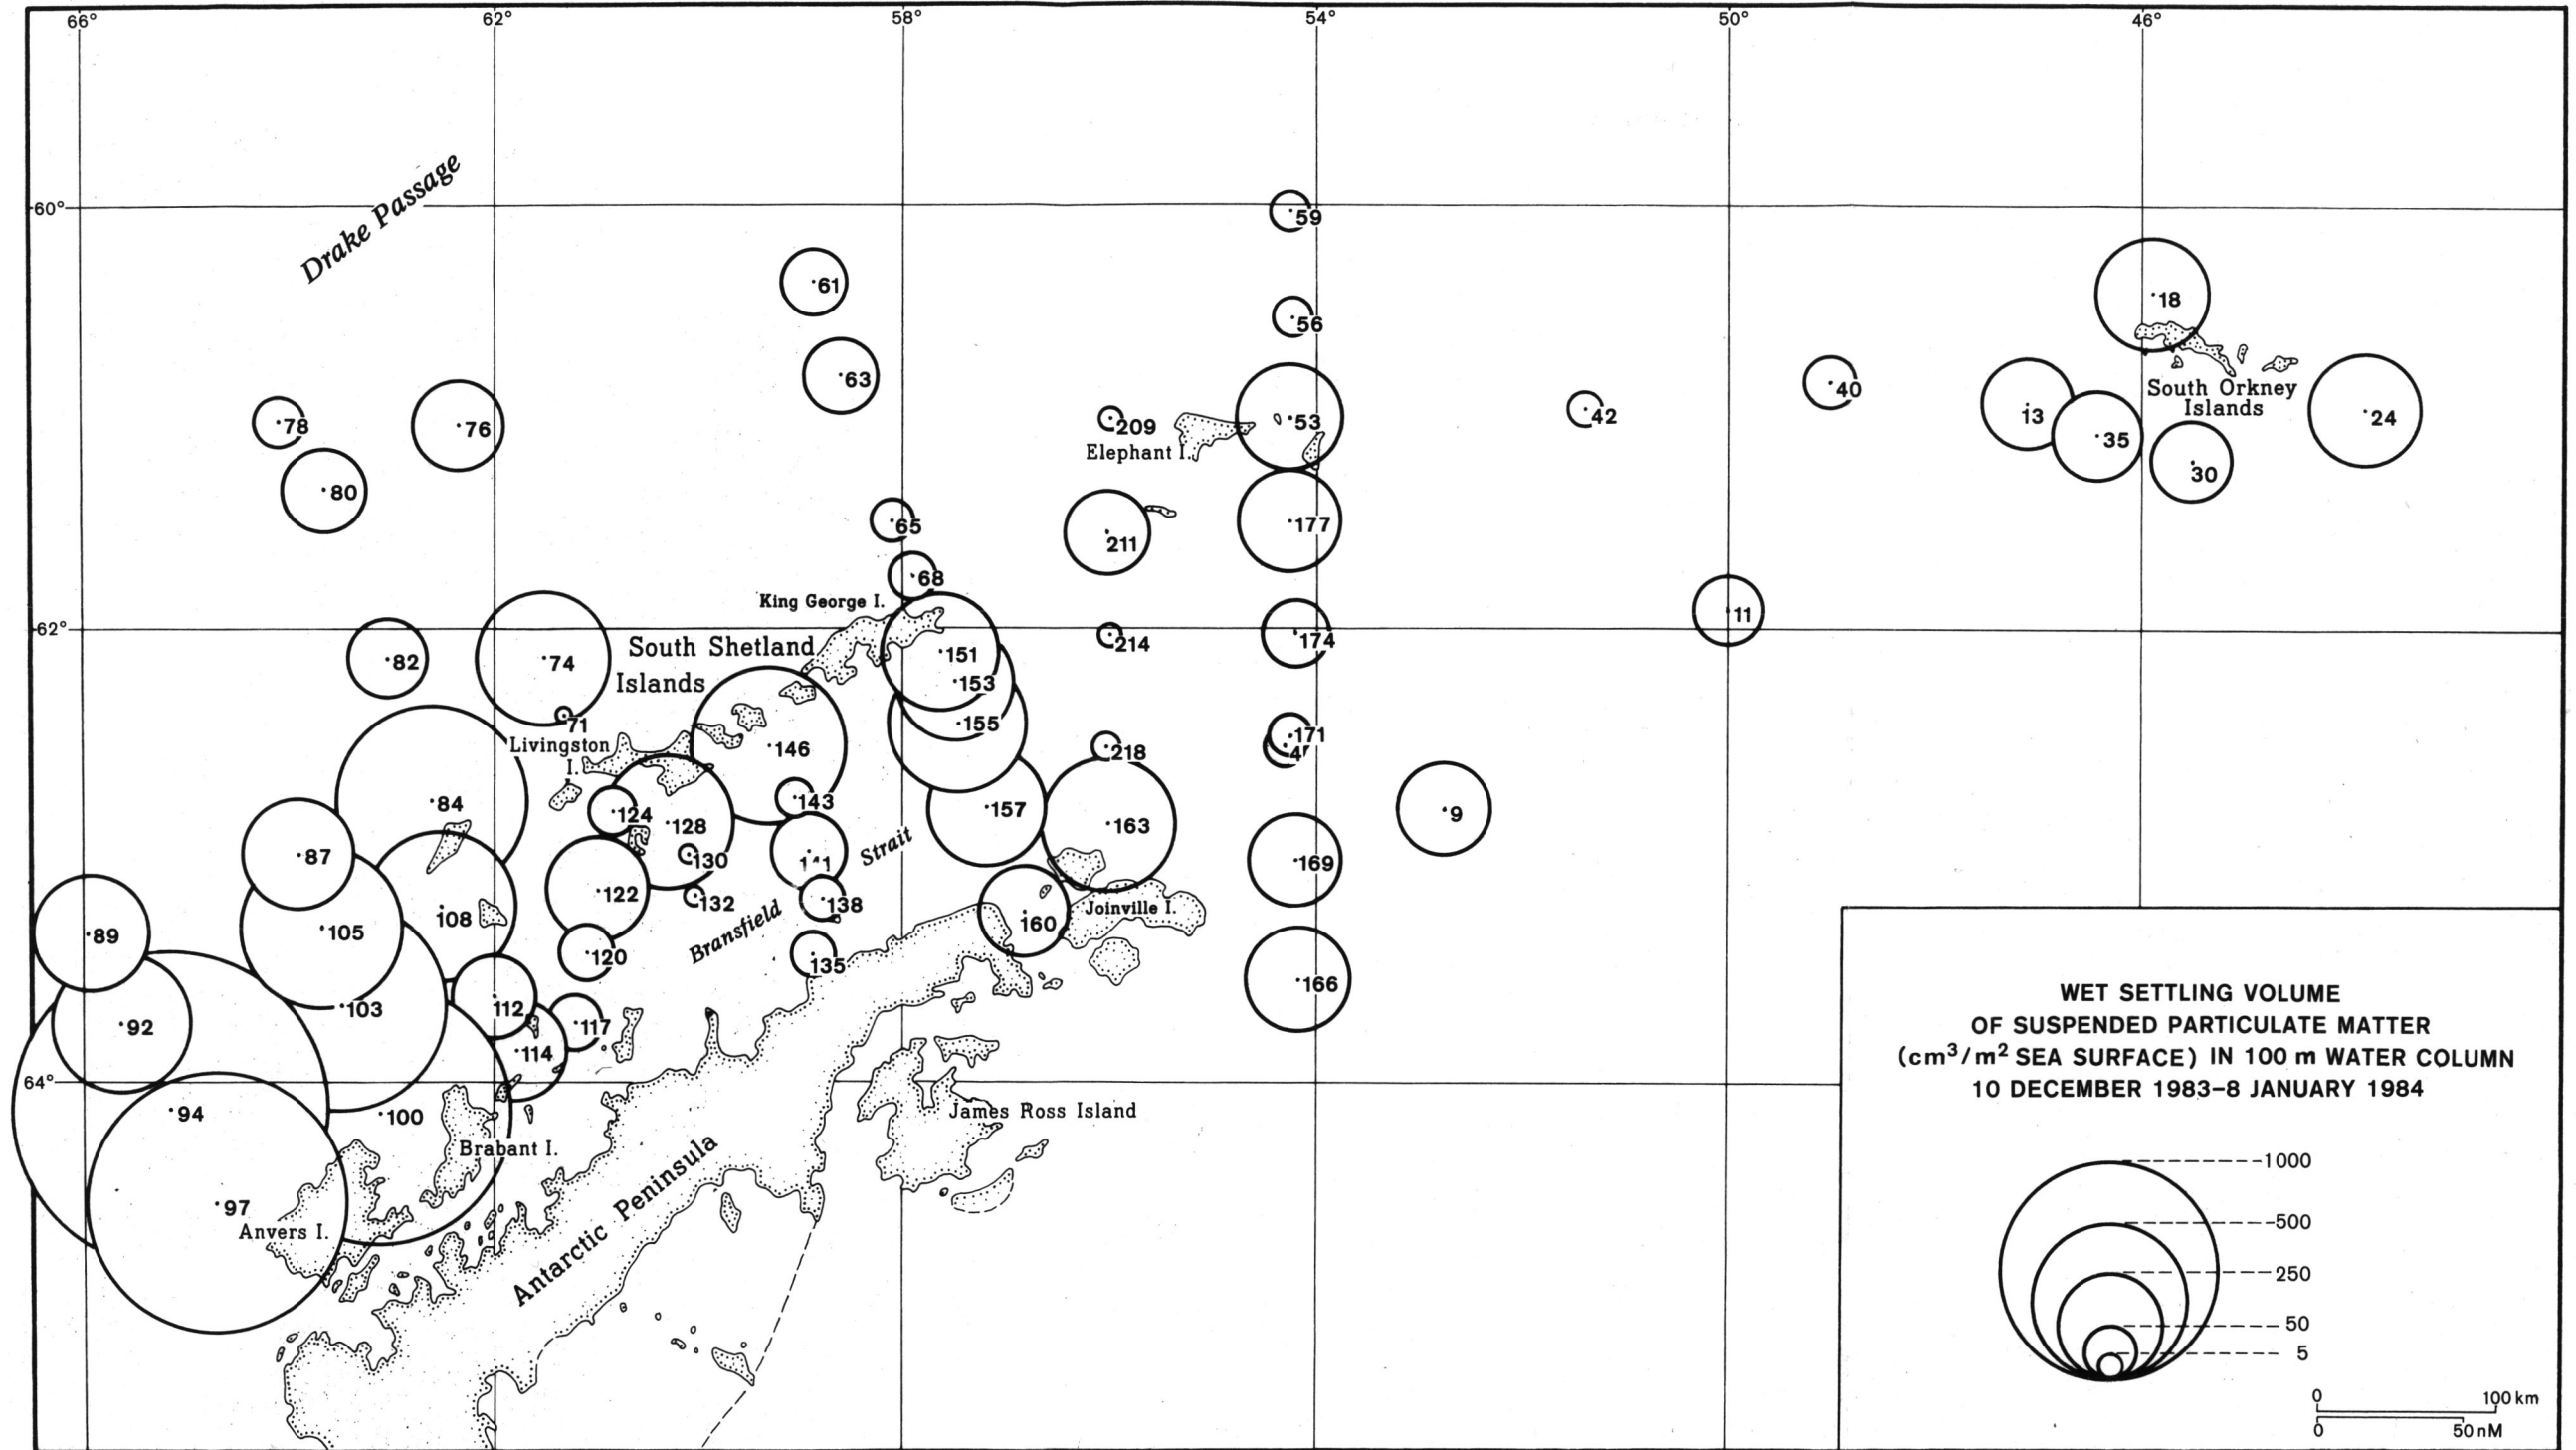 66° 62° 58° 54° 50° 46°
60°
Drake Passage
59
61
18
56
63
40
South Orkney
Islands
78 76
209 53 42 13 24
35
Elephant I.
30
80
65 177
211
68
King George I.
11
62°
174
214
South Shetland
Islands
82 74 151
153
71
155 171
Livingston
I.
146 218
84 143
124 128 157 163 9
87 130 Strait 169
122 132 138
108 160 Joinville I.
105
89 Bransfield
120 135
166
112
103
92 117
114
64°
94 100 James Ross Island
Brabant I.
97
Anvers I.
Antarctic Peninsula
WET SETTLING VOLUME
OF SUSPENDED PARTICULATE MATTER
(cm³/m² SEA SURFACE) IN 100 m WATER COLUMN
10 DECEMBER 1983–8 JANUARY 1984
1000
500
250
50
5
0 100 km
0 50 nM